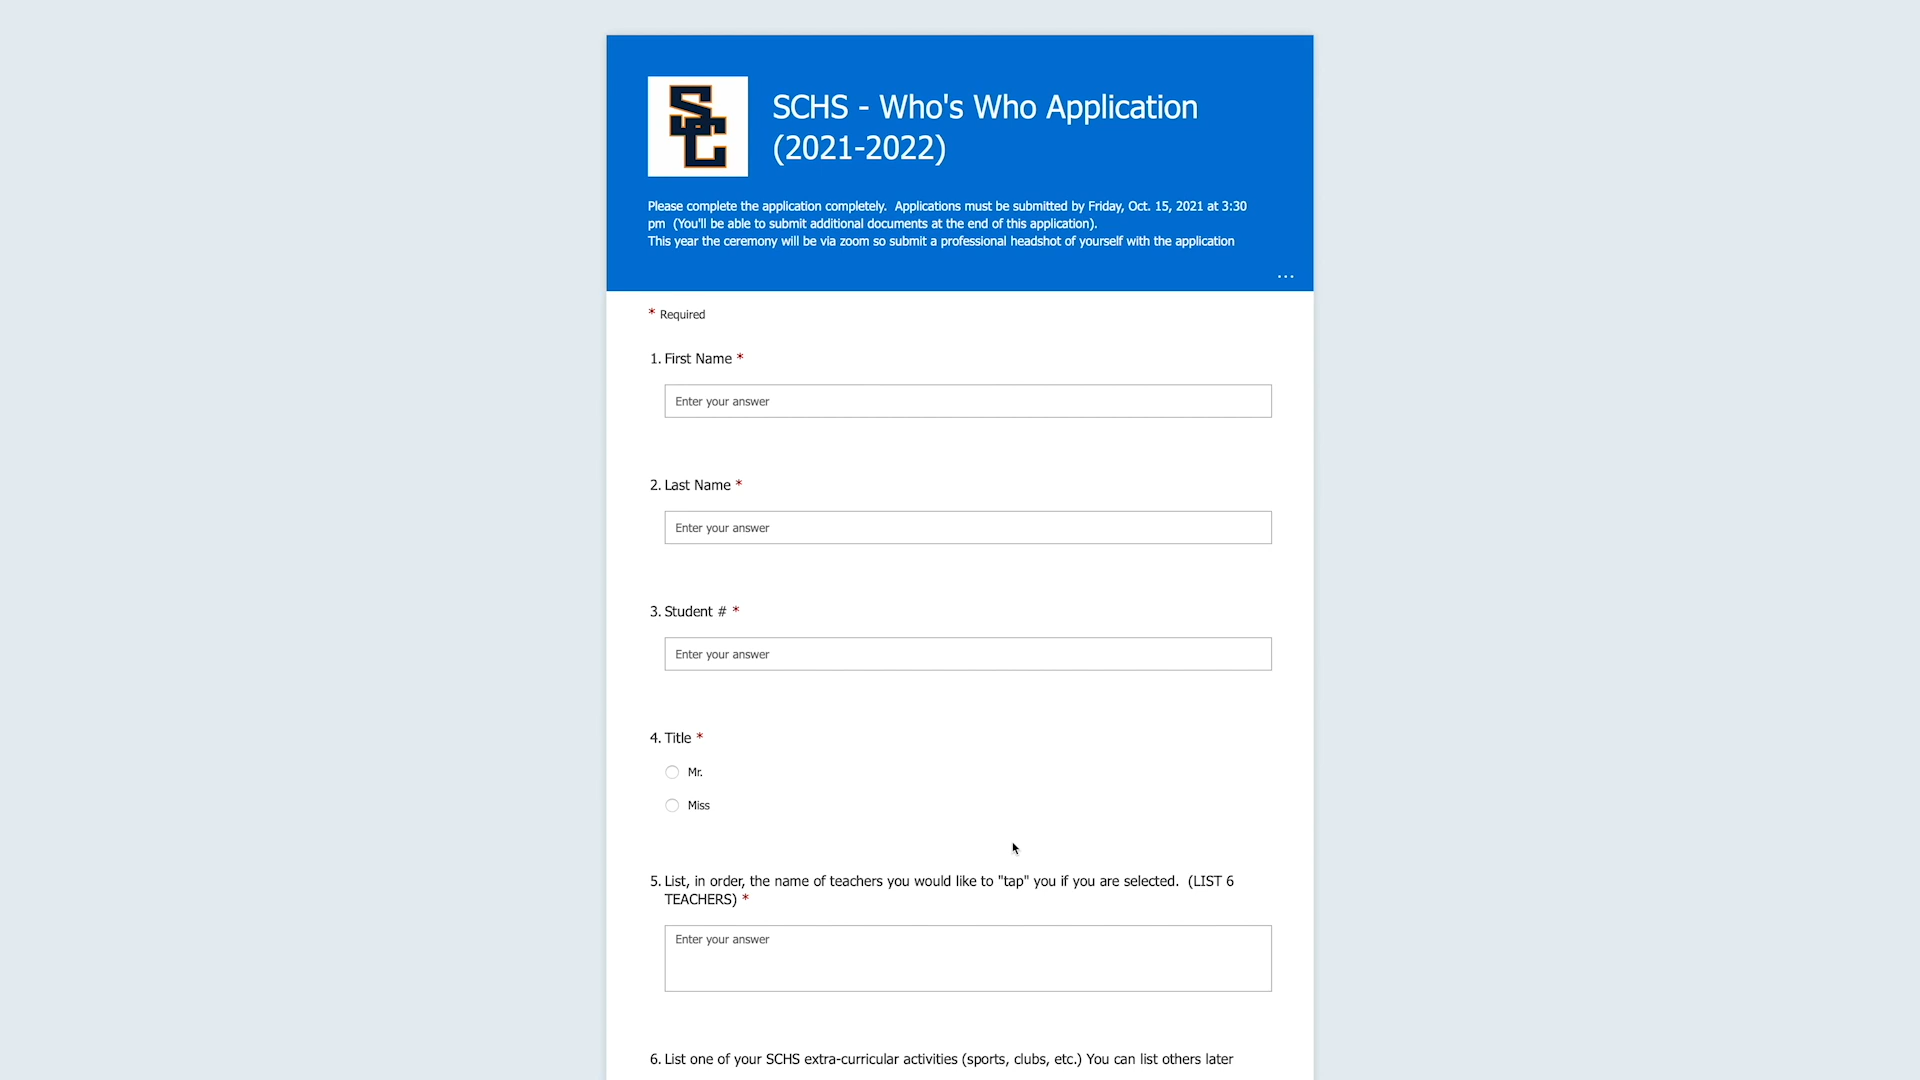 SC
SCHS - Who's Who Application
(2021-2022)
Please complete the application completely.  Applications must be submitted by Friday, Oct. 15, 2021 at 3:30
pm  (You'll be able to submit additional documents at the end of this application).
This year the ceremony will be via zoom so submit a professional headshot of yourself with the application
...
* Required
1. First Name *
Enter your answer
2. Last Name *
Enter your answer
3. Student # *
Enter your answer
4. Title *
Mr.
Miss
5. List, in order, the name of teachers you would like to "tap" you if you are selected.  (LIST 6
TEACHERS) *
Enter your answer
6. List one of your SCHS extra-curricular activities (sports, clubs, etc.) You can list others later